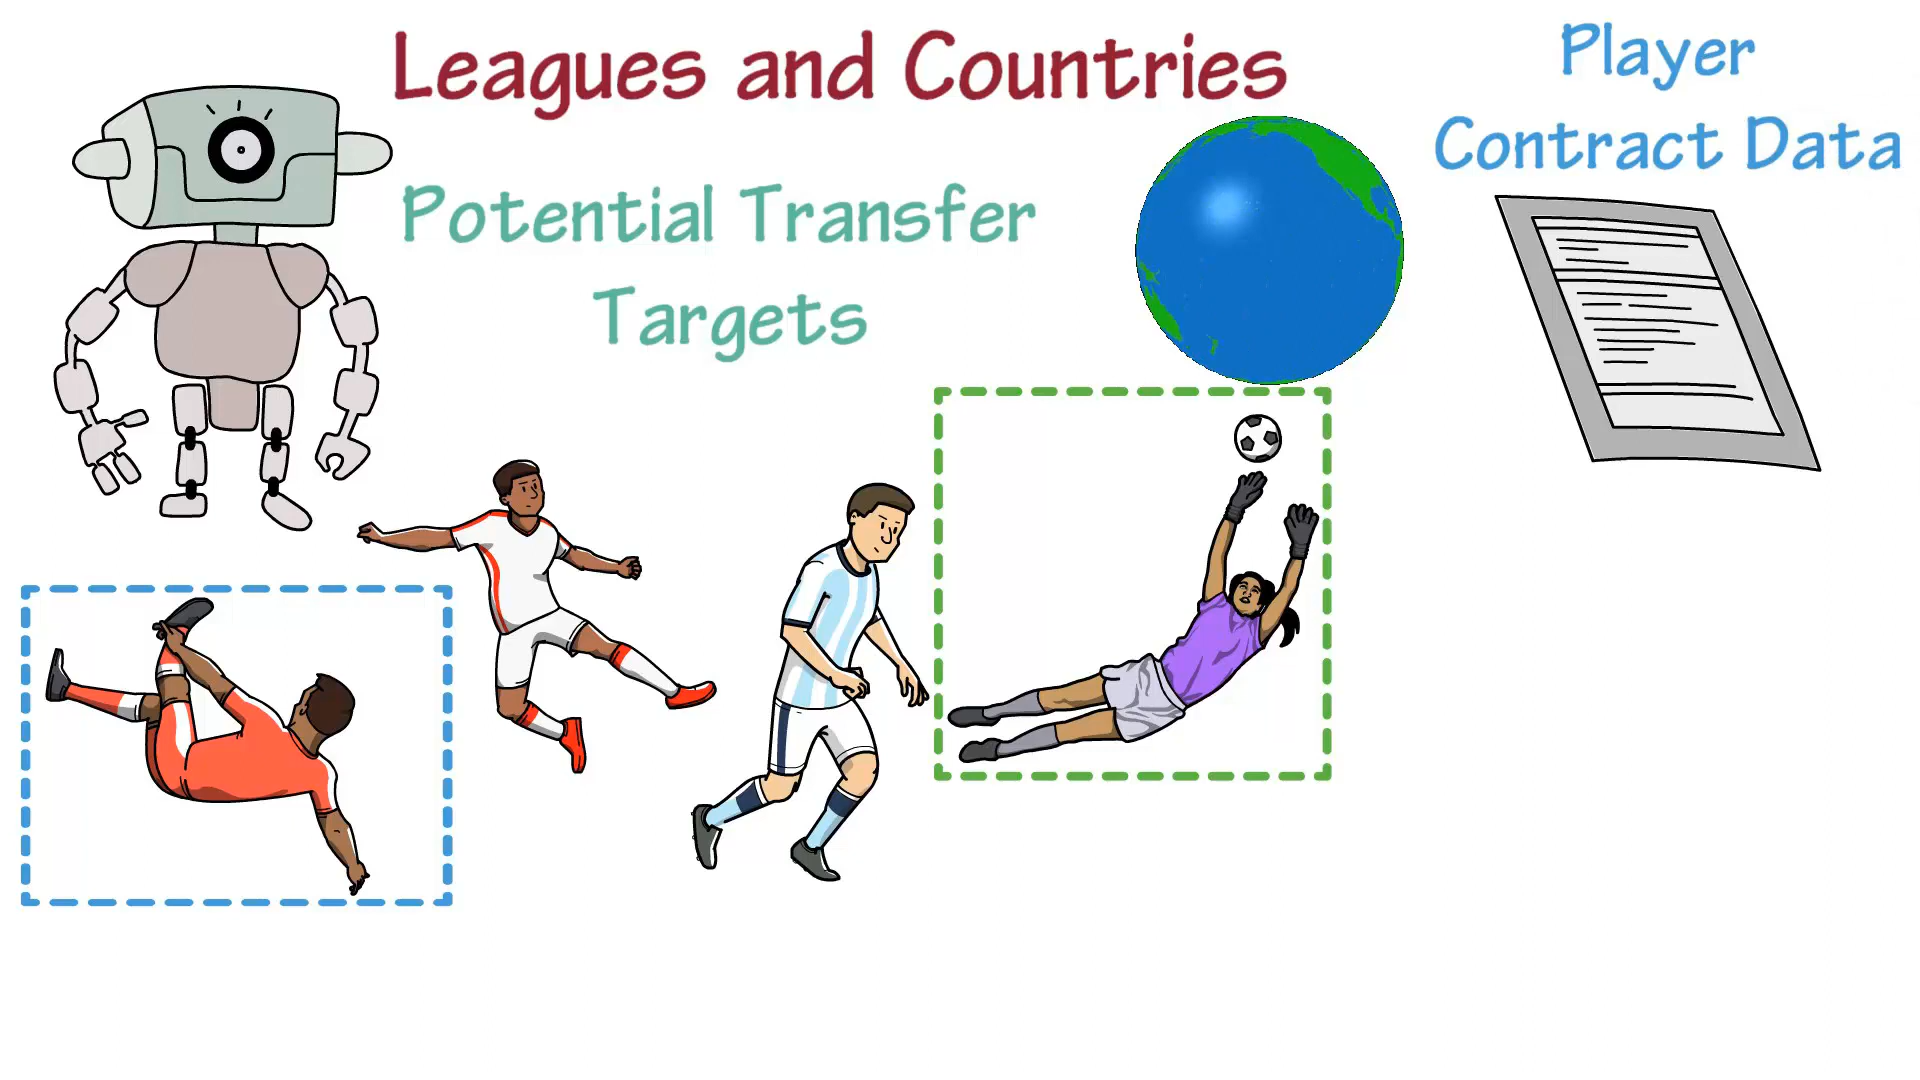 Leagues and Countries
Potential Transfer
Targets
Player
Contract Data